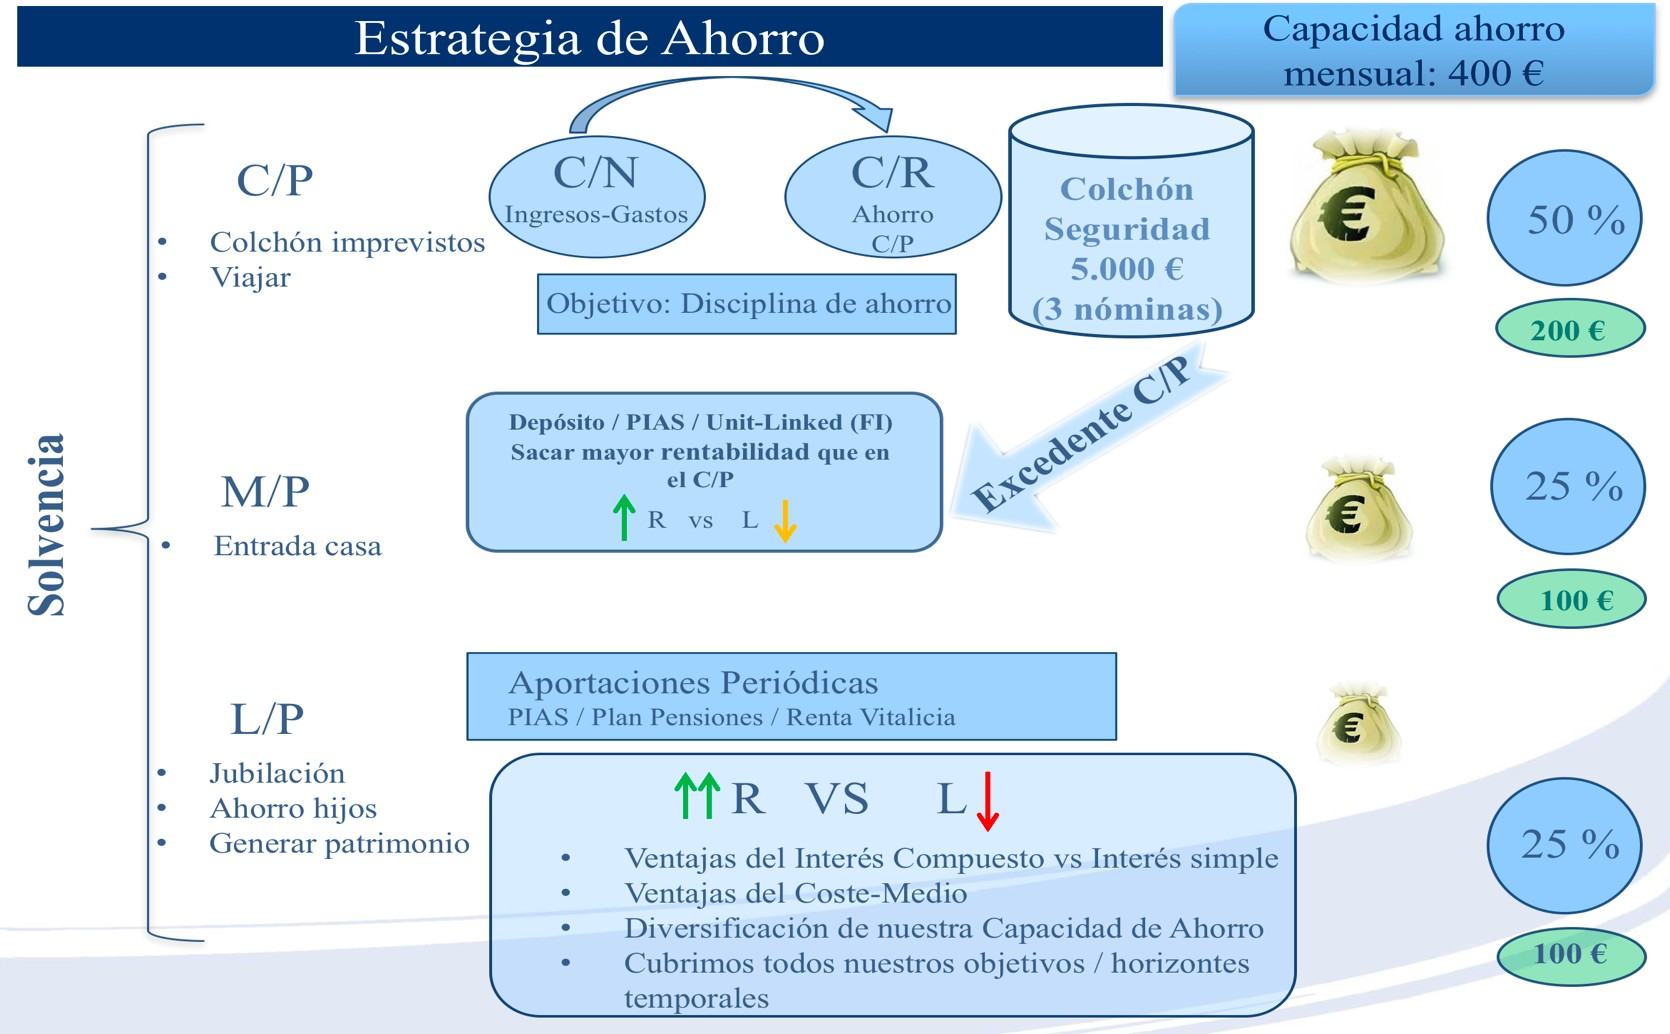 Estrategia de Ahorro
Capacidad ahorro
mensual: 400 €
Solvencia
C/P
• Colchón imprevistos
• Viajar
C/N
Ingresos-Gastos
C/R
Ahorro
C/P
Objetivo: Disciplina de ahorro
Colchón
Seguridad
5.000 €
(3 nóminas)
€
50 %
200 €
Excedente C/P
M/P
• Entrada casa
Depósito / PIAS / Unit-Linked (FI)
Sacar mayor rentabilidad que en
el C/P
R vs L
€
25 %
100 €
L/P
• Jubilación
• Ahorro hijos
• Generar patrimonio
Aportaciones Periódicas
PIAS / Plan Pensiones / Renta Vitalicia
R VS L
• Ventajas del Interés Compuesto vs Interés simple
• Ventajas del Coste-Medio
• Diversificación de nuestra Capacidad de Ahorro
• Cubrimos todos nuestros objetivos / horizontes
temporales
€
25 %
100 €